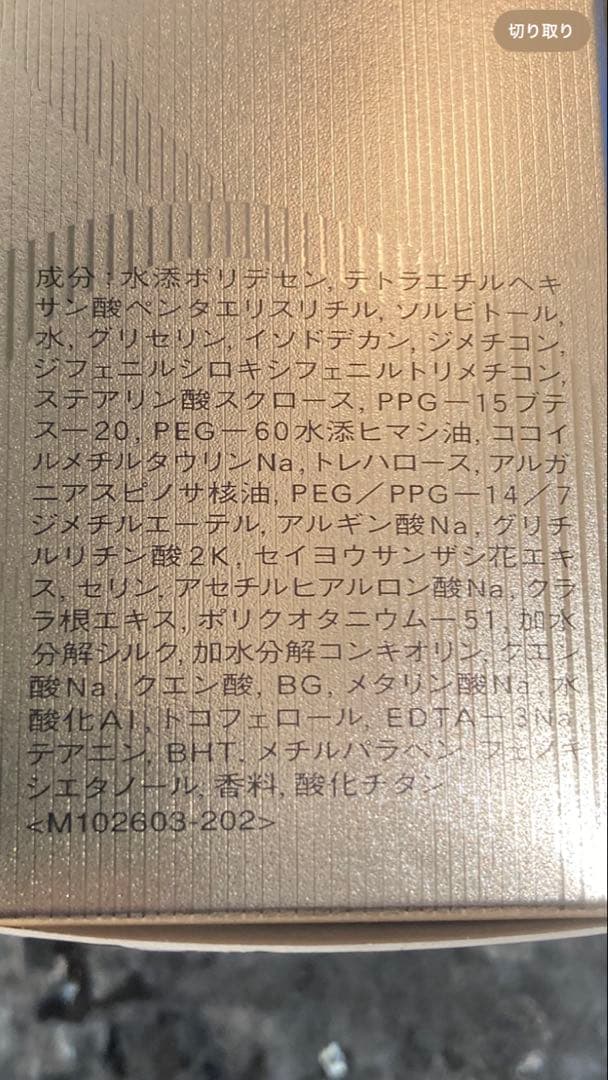 切り取り
成分：水添ポリデセン, テトラエチルヘキ
サン酸ペンタエリスリチル, ソルビトール,
水, グリセリン, イソドデカン, ジメチコン,
ジフェニルシロキシフェニルトリメチコン,
ステアリン酸スクロース, PPG－15ブテ
ス－20, PEG－60水添ヒマシ油, ココイ
ルメチルタウリンNa, トレハロース, アルガ
ニアスピノサ核油, PEG／PPG－14／7
ジメチルエーテル, アルギン酸Na, グリチ
ルリチン酸2K, セイヨウサンザシ花エキ
ス, セリン, アセチルヒアルロン酸Na, クラ
ラ根エキス, ポリクオタニウム－51, 加水
分解シルク, 加水分解コンキオリン, クエン
酸Na, クエン酸, BG, メタリン酸Na, 水
酸化Al, トコフェロール, EDTA－3Na,
テアニン, BHT, メチルパラベン, フェノキ
シエタノール, 香料, 酸化チタン
<M102603-202>